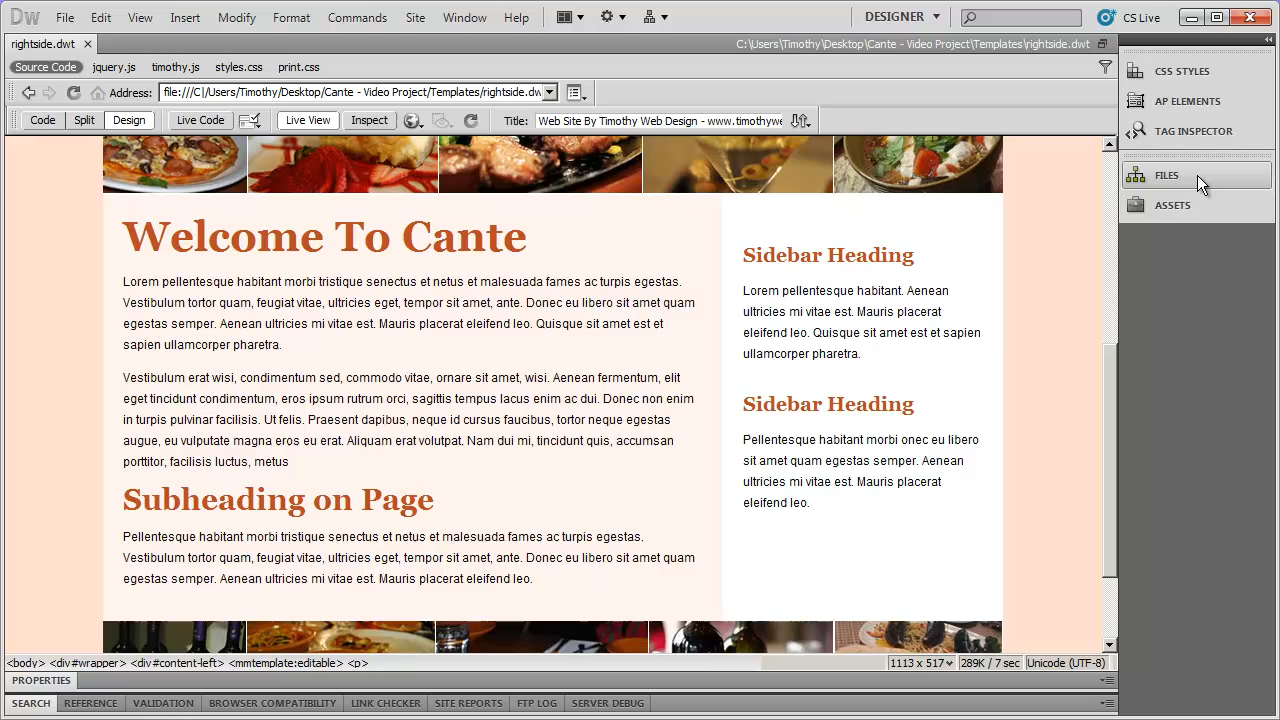 Dw File Edit View Insert Modify Format Commands Site Window Help DESIGNER CS Live
rightside.dwt C:\Users\Timothy\Desktop\Cante - Video Project\Templates\rightside.dwt
Source Code jquery.js timothy.js styles.css print.css
Address: file:///C|/Users/Timothy/Desktop/Cante - Video Project/Templates/rightside.dw
Code Split Design Live Code Live View Inspect Title: Web Site By Timothy Web Design - www.timothywe
CSS STYLES
AP ELEMENTS
TAG INSPECTOR
FILES
ASSETS
Welcome To Cante
Lorem pellentesque habitant morbi tristique senectus et netus et malesuada fames ac turpis egestas.
Vestibulum tortor quam, feugiat vitae, ultricies eget, tempor sit amet, ante. Donec eu libero sit amet quam
egestas semper. Aenean ultricies mi vitae est. Mauris placerat eleifend leo. Quisque sit amet est et
sapien ullamcorper pharetra.
Vestibulum erat wisi, condimentum sed, commodo vitae, ornare sit amet, wisi. Aenean fermentum, elit
eget tincidunt condimentum, eros ipsum rutrum orci, sagittis tempus lacus enim ac dui. Donec non enim
in turpis pulvinar facilisis. Ut felis. Praesent dapibus, neque id cursus faucibus, tortor neque egestas
augue, eu vulputate magna eros eu erat. Aliquam erat volutpat. Nam dui mi, tincidunt quis, accumsan
porttitor, facilisis luctus, metus
Subheading on Page
Pellentesque habitant morbi tristique senectus et netus et malesuada fames ac turpis egestas.
Vestibulum tortor quam, feugiat vitae, ultricies eget, tempor sit amet, ante. Donec eu libero sit amet quam
egestas semper. Aenean ultricies mi vitae est. Mauris placerat eleifend leo.
Sidebar Heading
Lorem pellentesque habitant. Aenean
ultricies mi vitae est. Mauris placerat
eleifend leo. Quisque sit amet est et sapien
ullamcorper pharetra.
Sidebar Heading
Pellentesque habitant morbi onec eu libero
sit amet quam egestas semper. Aenean
ultricies mi vitae est. Mauris placerat
eleifend leo.
<body> <div#wrapper> <div#content-left> <mmtemplate:editable> <p> 1113 x 517 289K / 7 sec Unicode (UTF-8)
PROPERTIES
SEARCH REFERENCE VALIDATION BROWSER COMPATIBILITY LINK CHECKER SITE REPORTS FTP LOG SERVER DEBUG